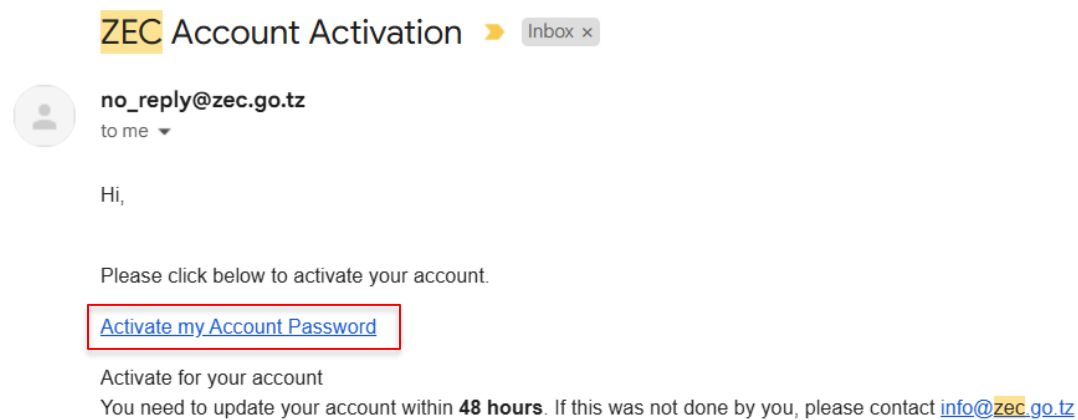 ZEC Account Activation Inbox ×
no_reply@zec.go.tz
to me
Hi,
Please click below to activate your account.
Activate my Account Password
Activate for your account
You need to update your account within 48 hours. If this was not done by you, please contact info@zec.go.tz